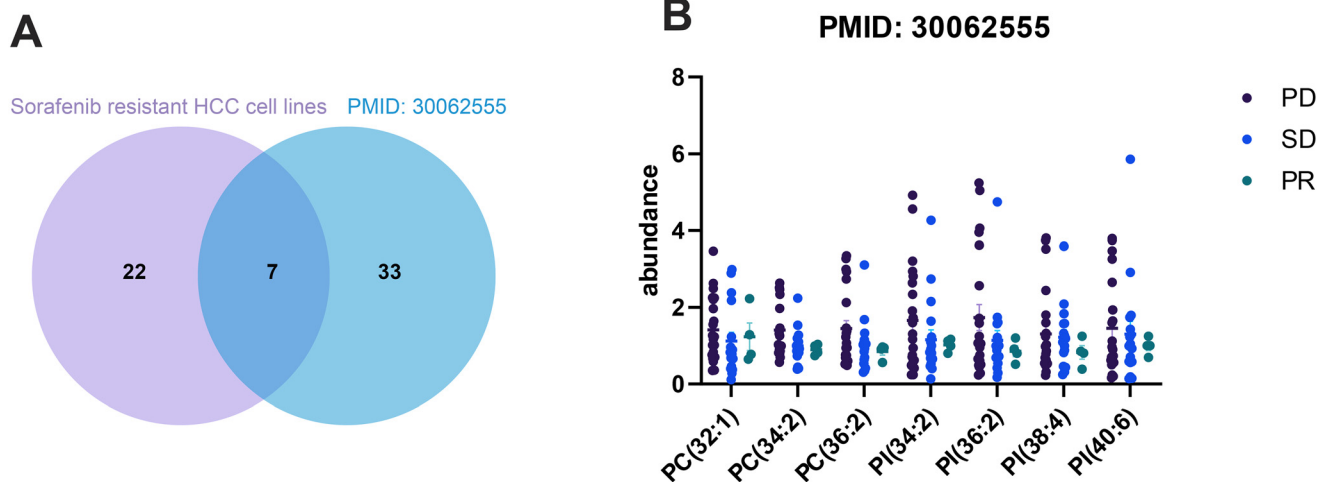 A
Sorafenib resistant HCC cell lines PMID: 30062555
22 7 33
B
PMID: 30062555
abundance
8
6
4
2
0
PC(32:1) PC(34:2) PC(36:2) PI(34:2) PI(36:2) PI(38:4) PI(40:6)
PD
SD
PR